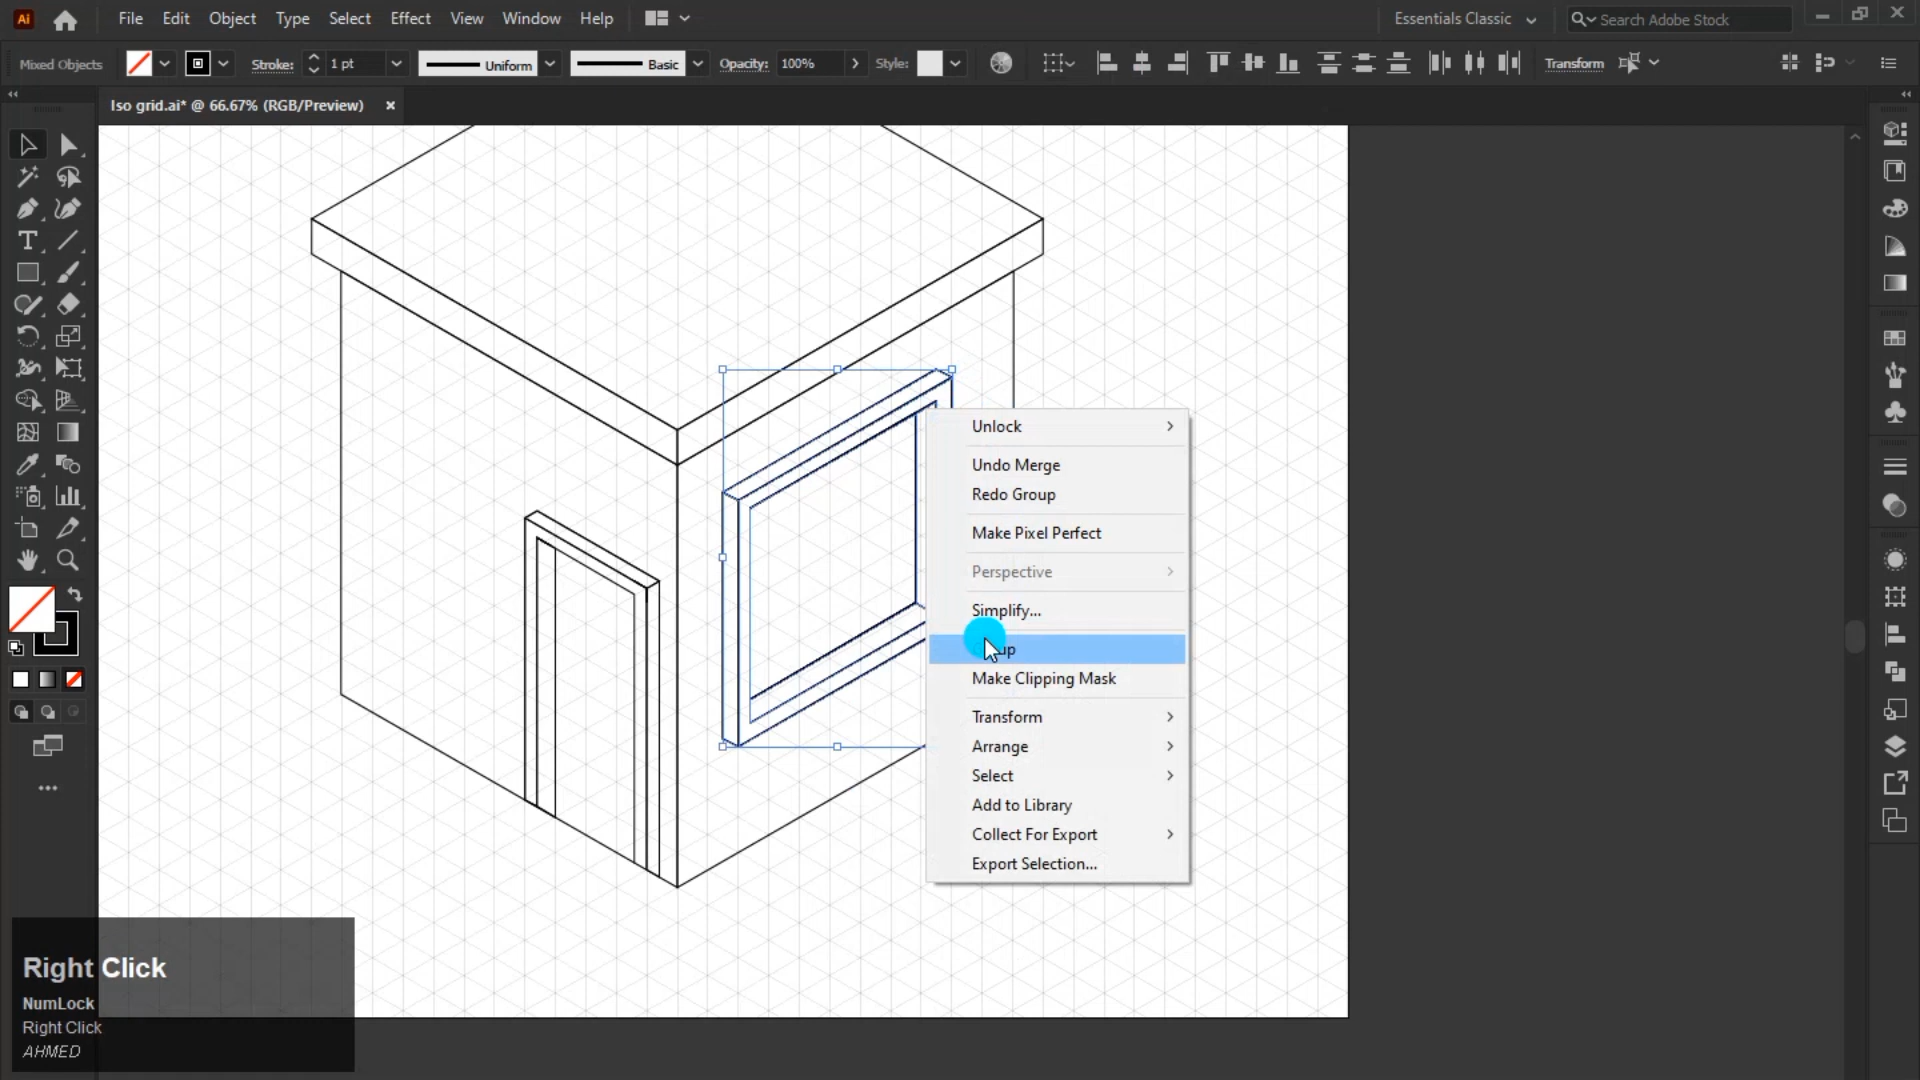 Ai
File Edit Object Type Select Effect View Window Help
Essentials Classic
Search Adobe Stock
Mixed Objects
Stroke: 1 pt
Uniform
Basic
Opacity: 100%
Style:
Transform
Iso grid.ai* @ 66.67% (RGB/Preview)
Unlock
Undo Merge
Redo Group
Make Pixel Perfect
Perspective
Simplify...
Make Clipping Mask
Transform
Arrange
Select
Add to Library
Collect For Export
Export Selection...
Right Click
NumLock
Right Click
AHMED